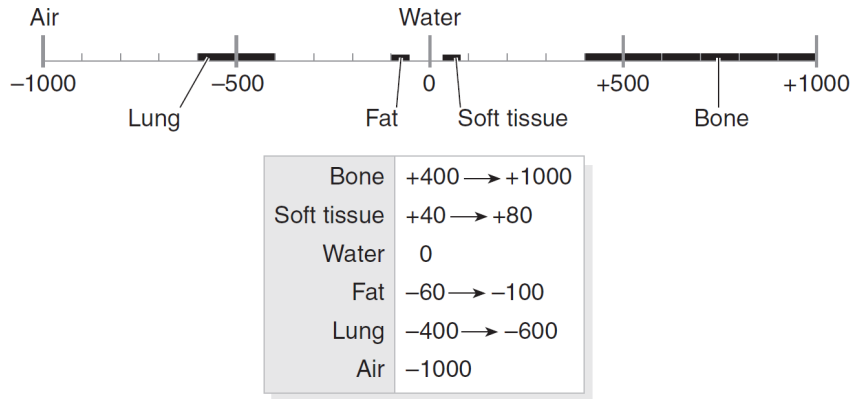 Air Water
–1000 –500 0 +500 +1000
Lung Fat Soft tissue Bone
Bone +400 → +1000
Soft tissue +40 → +80
Water 0
Fat –60 → –100
Lung –400 → –600
Air –1000